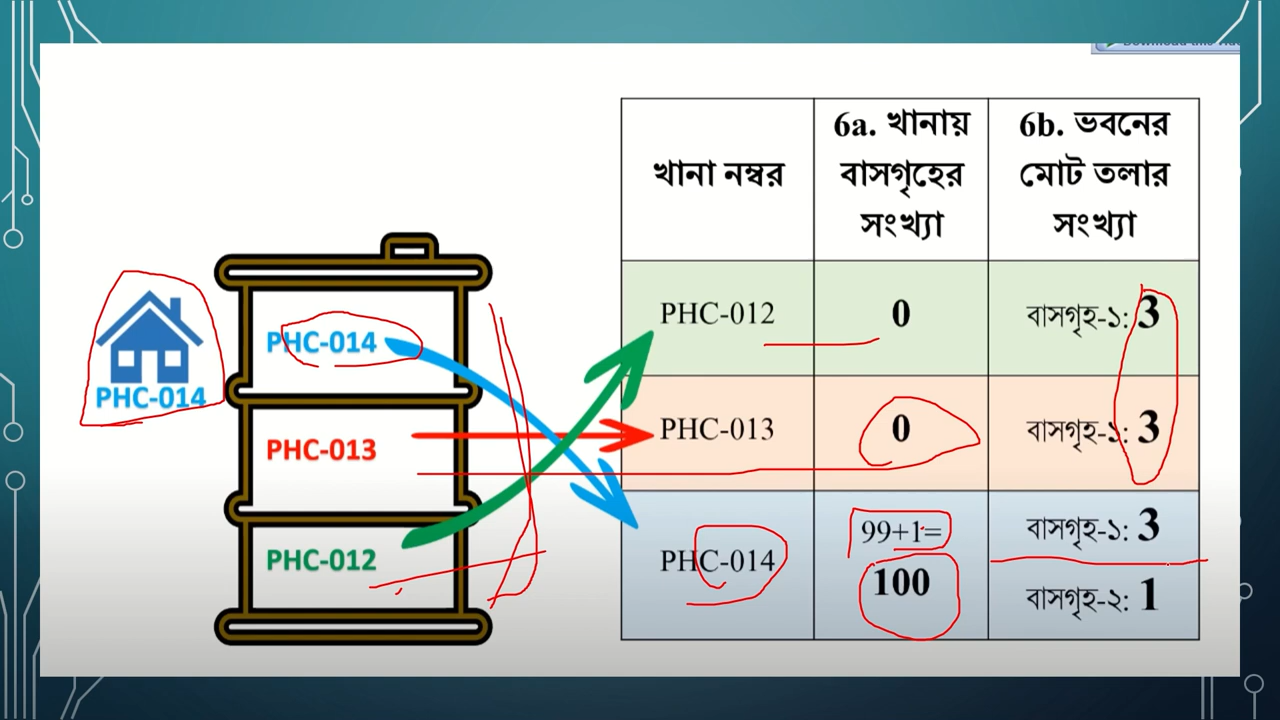 PHC-014
PHC-014
PHC-013
PHC-012
খানা নম্বর
6a. খানায়
বাসগৃহের
সংখ্যা
6b. ভবনের
মোট তলার
সংখ্যা
PHC-012
0
বাসগৃহ-১: 3
PHC-013
0
বাসগৃহ-১: 3
PHC-014
99+1=
100
বাসগৃহ-১: 3
বাসগৃহ-২: 1